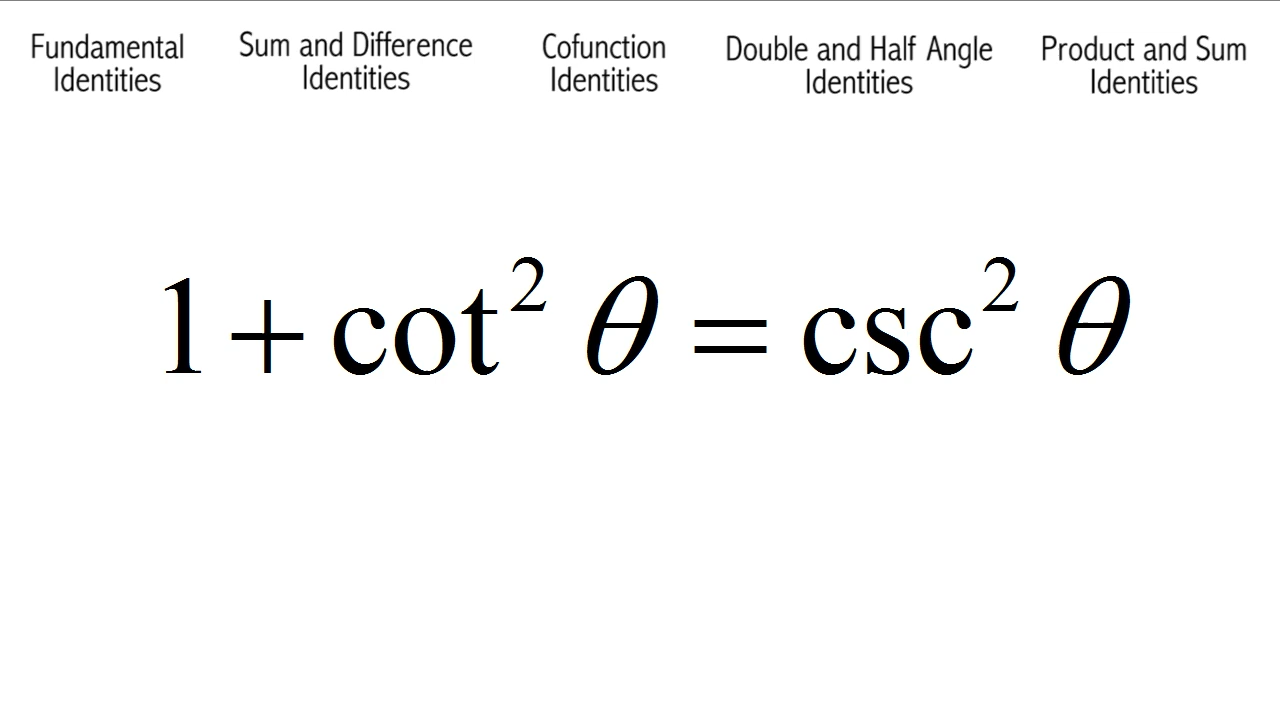 Fundamental
Identities
Sum and Difference
Identities
Cofunction
Identities
Double and Half Angle
Identities
Product and Sum
Identities
1 + cot² θ = csc² θ